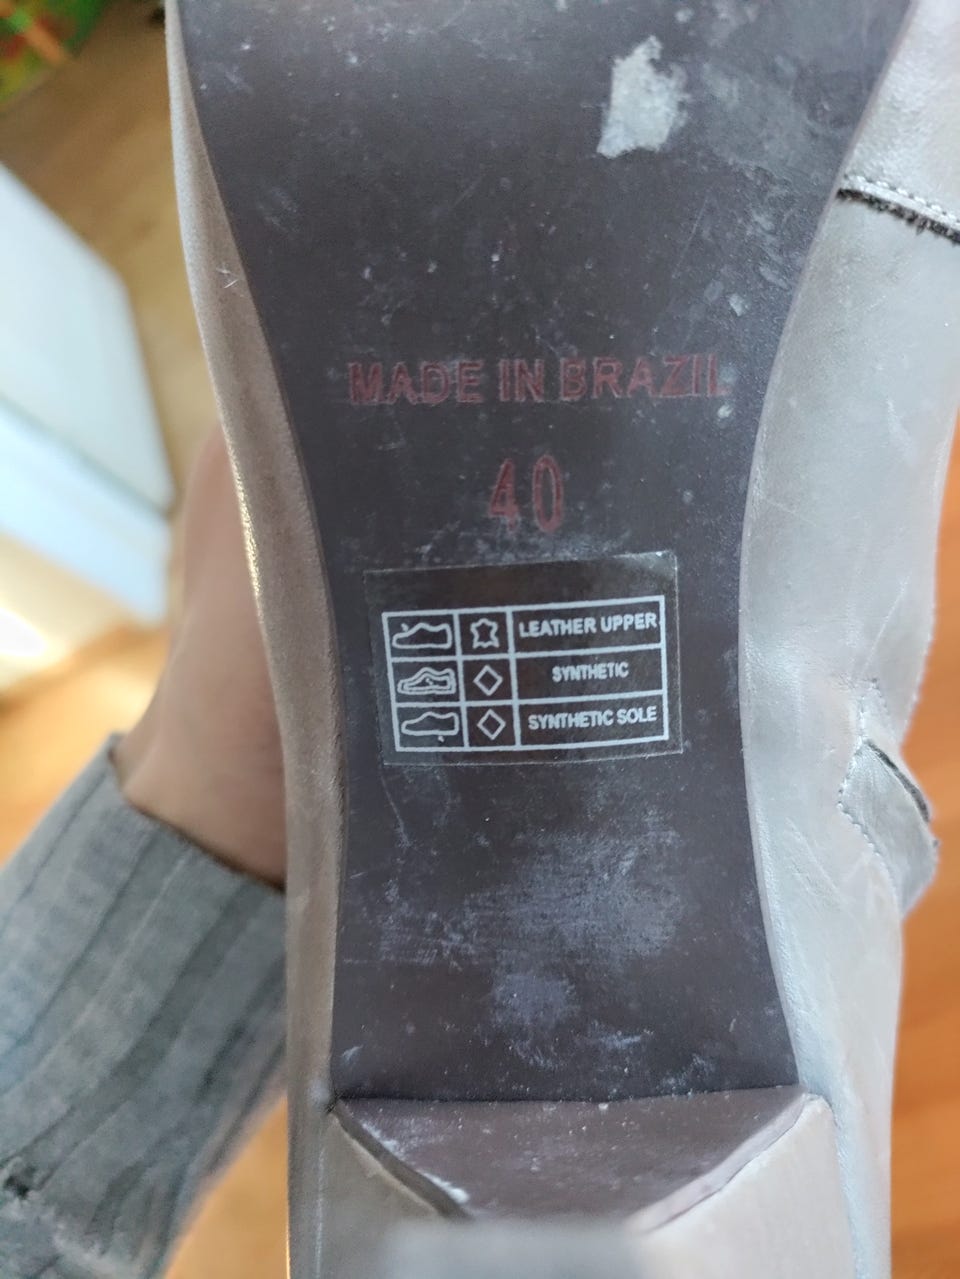 MADE IN BRAZIL
40
LEATHER UPPER
SYNTHETIC
SYNTHETIC SOLE